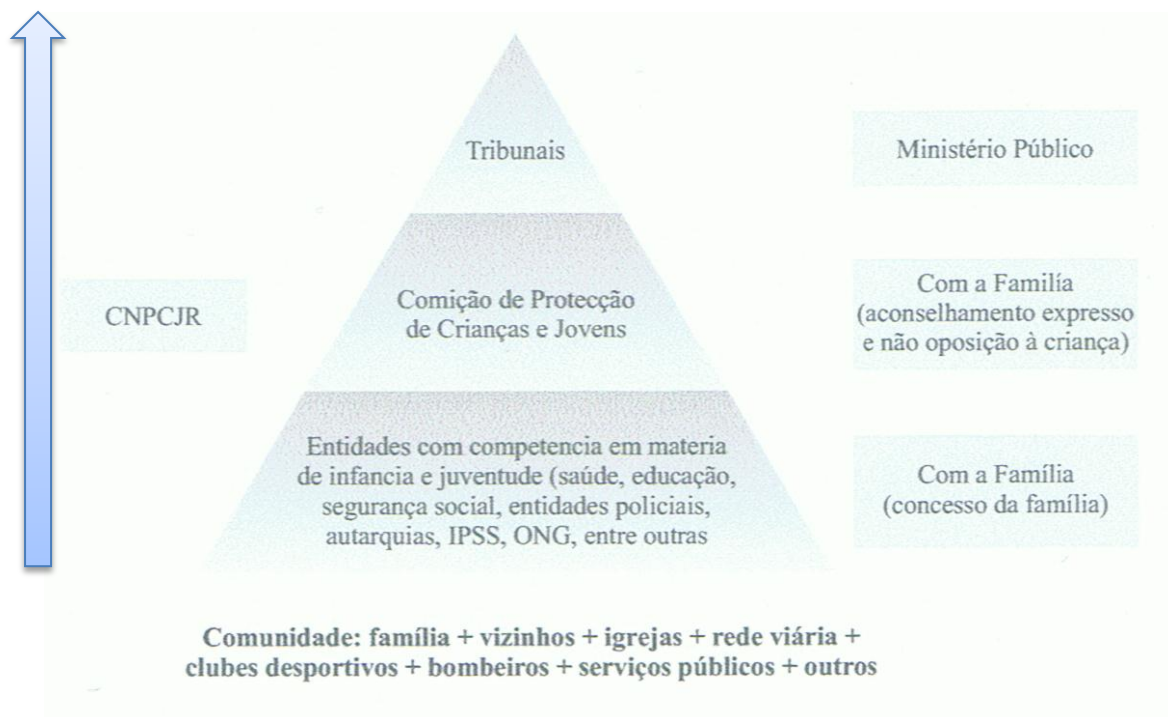 Tribunais
Ministério Público
CNPCJR
Comição de Protecção
de Crianças e Jovens
Com a Familía
(aconselhamento expresso
e não oposição à criança)
Entidades com competencia em materia
de infancia e juventude (saúde, educação,
segurança social, entidades policiais,
autarquias, IPSS, ONG, entre outras
Com a Família
(concesso da família)
Comunidade: família + vizinhos + igrejas + rede viária +
clubes desportivos + bombeiros + serviços públicos + outros